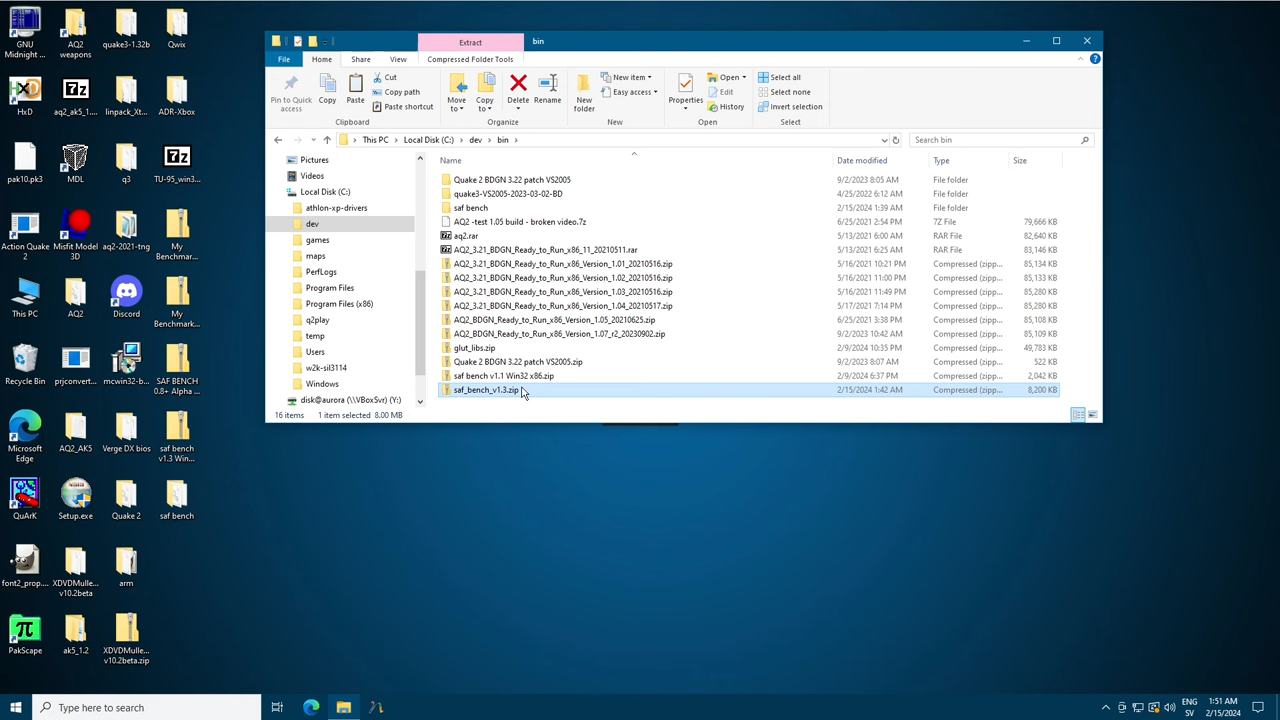 GNU Midnight ...
AQ2 weapons
quake3-1.32b
Qwix
HxD
aq2_ak5_1....
linpack_Xt...
ADR-Xbox
pak10.pk3
MDL
q3
TU-95_win3...
Action Quake 2
Misfit Model 3D
aq2-2021-tng
My Benchmark...
This PC
AQ2
Discord
My Benchmark...
Recycle Bin
prjconvert...
mcwin32-b...
SAF BENCH 0.8+ Alpha ...
Microsoft Edge
AQ2_AK5
Verge DX bios
saf bench v1.3 Win...
QuArK
Setup.exe
Quake 2
saf bench
font2_prop....
XDVDMulle... v10.2beta
arm
PakScape
ak5_1.2
XDVDMulle... v10.2beta.zip
Extract
bin
File
Home
Share
View
Compressed Folder Tools
Pin to Quick access
Copy
Paste
Cut
Copy path
Paste shortcut
Clipboard
Move to
Copy to
Delete
Rename
Organize
New folder
New item
Easy access
New
Properties
Open
Edit
History
Open
Select all
Select none
Invert selection
Select
This PC
Local Disk (C:)
dev
bin
Search bin
Pictures
Videos
Local Disk (C:)
athlon-xp-drivers
dev
games
maps
PerfLogs
Program Files
Program Files (x86)
q2play
temp
Users
w2k-sil3114
Windows
disk@aurora (\\VBoxSvr) (Y:)
Name Date modified Type Size
Quake 2 BDGN 3.22 patch VS2005 9/2/2023 8:05 AM File folder
quake3-VS2005-2023-03-02-BD 4/25/2022 6:12 AM File folder
saf bench 2/15/2024 1:39 AM File folder
AQ2 -test 1.05 build - broken video.7z 6/25/2021 2:54 PM 7Z File 79,666 KB
aq2.rar 5/13/2021 6:00 AM RAR File 82,640 KB
AQ2_3.21_BDGN_Ready_to_Run_x86_11_20210511.rar 5/13/2021 6:25 AM RAR File 83,146 KB
AQ2_3.21_BDGN_Ready_to_Run_x86_Version_1.01_20210516.zip 5/16/2021 10:21 PM Compressed (zipp... 85,134 KB
AQ2_3.21_BDGN_Ready_to_Run_x86_Version_1.02_20210516.zip 5/16/2021 11:00 PM Compressed (zipp... 85,133 KB
AQ2_3.21_BDGN_Ready_to_Run_x86_Version_1.03_20210516.zip 5/16/2021 11:49 PM Compressed (zipp... 85,280 KB
AQ2_3.21_BDGN_Ready_to_Run_x86_Version_1.04_20210517.zip 5/17/2021 7:14 PM Compressed (zipp... 85,280 KB
AQ2_BDGN_Ready_to_Run_x86_Version_1.05_20210625.zip 6/25/2021 3:38 PM Compressed (zipp... 85,108 KB
AQ2_BDGN_Ready_to_Run_x86_Version_1.07_r2_20230902.zip 9/2/2023 10:42 AM Compressed (zipp... 85,109 KB
glut_libs.zip 2/9/2024 10:35 PM Compressed (zipp... 49,783 KB
Quake 2 BDGN 3.22 patch VS2005.zip 9/2/2023 8:07 AM Compressed (zipp... 522 KB
saf bench v1.1 Win32 x86.zip 2/9/2024 6:37 PM Compressed (zipp... 2,042 KB
saf_bench_v1.3.zip 2/15/2024 1:42 AM Compressed (zipp... 8,200 KB
16 items 1 item selected 8.00 MB
Type here to search
ENG
SV
1:51 AM
2/15/2024